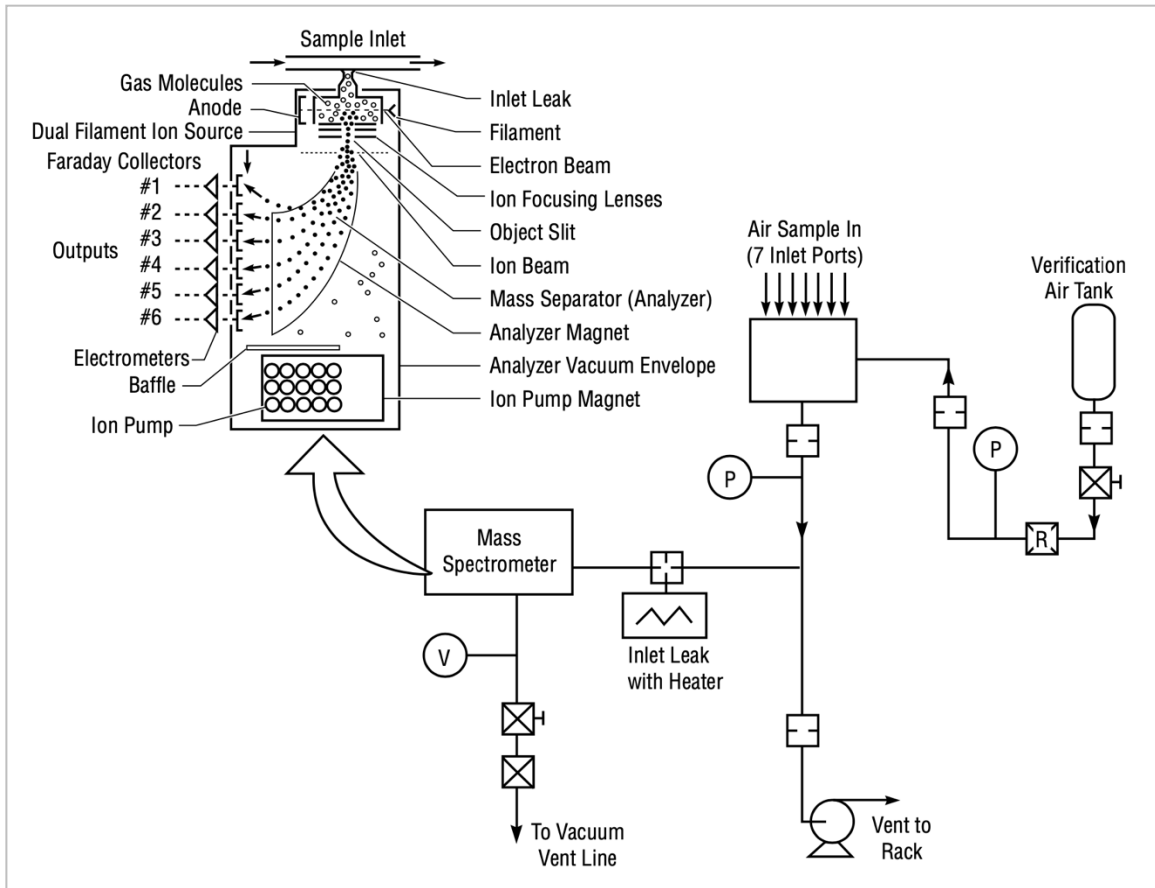 Sample Inlet
Gas Molecules
Anode
Dual Filament Ion Source
Faraday Collectors
#1
#2
#3
Outputs
#4
#5
#6
Electrometers
Baffle
Ion Pump
Inlet Leak
Filament
Electron Beam
Ion Focusing Lenses
Object Slit
Ion Beam
Mass Separator (Analyzer)
Analyzer Magnet
Analyzer Vacuum Envelope
Ion Pump Magnet
Air Sample In
(7 Inlet Ports)
Verification
Air Tank
P
P
R
Mass
Spectrometer
V
Inlet Leak
with Heater
To Vacuum
Vent Line
Vent to
Rack